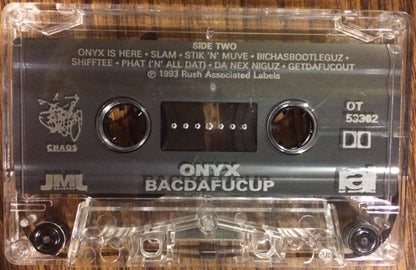 SIDE TWO
ONYX IS HERE • SLAM • STIK 'N' MUVE • BICHASBOOTLEGUZ •
SHIFFTEE • PHAT ('N' ALL DAT) • DA NEX NIGUZ • GETDAFUCOUT
℗ 1993 Rush Associated Labels
OT
53302
CHAOS
JMJ
ral
ONYX
BACDAFUCUP